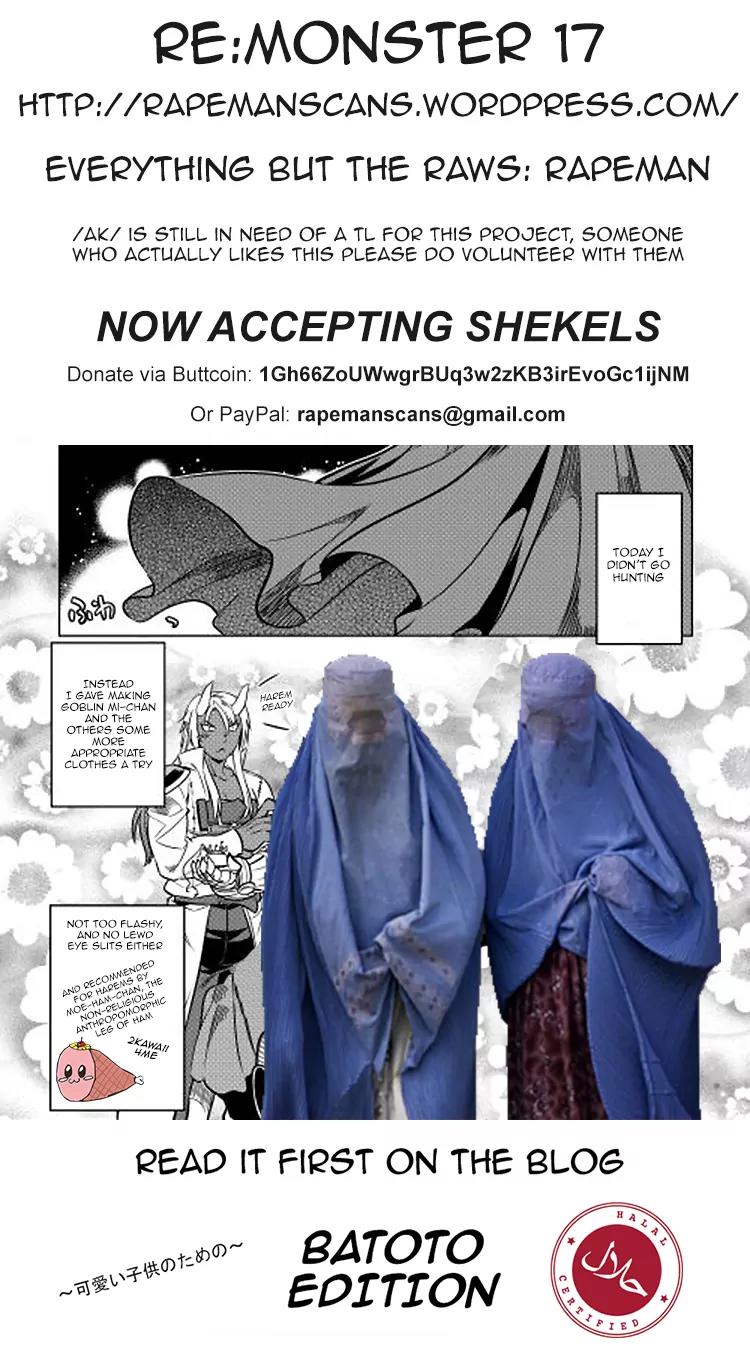 RE:MONSTER 17
HTTP://RAPEMANSCANS.WORDPRESS.COM/
EVERYTHING BUT THE RAWS: RAPEMAN
/AK/ IS STILL IN NEED OF A TL FOR THIS PROJECT, SOMEONE
WHO ACTUALLY LIKES THIS PLEASE DO VOLUNTEER WITH THEM
NOW ACCEPTING SHEKELS
Donate via Buttcoin: 1Gh66ZoUWwgrBUq3w2zKB3irEvoGc1ijNM
Or PayPal: rapemanscans@gmail.com
TODAY I
DIDN'T GO
HUNTING
ふわ
INSTEAD
I GAVE MAKING
GOBLIN MI-CHAN
AND THE
OTHERS SOME
MORE
APPROPRIATE
CLOTHES A TRY
HAREM
READY
NOT TOO FLASHY,
AND NO LEWD
EYE SLITS EITHER
AND RECOMMENDED
FOR HAREMS BY
MOE-HAM-CHAN, THE
NON-RELIGIOUS
ANTHROPOMORPHIC
LEG OF HAM
2KAWAII
4ME
READ IT FIRST ON THE BLOG
~可愛い子供のための~
BATOTO
EDITION
HALAL
حلال
CERTIFIED